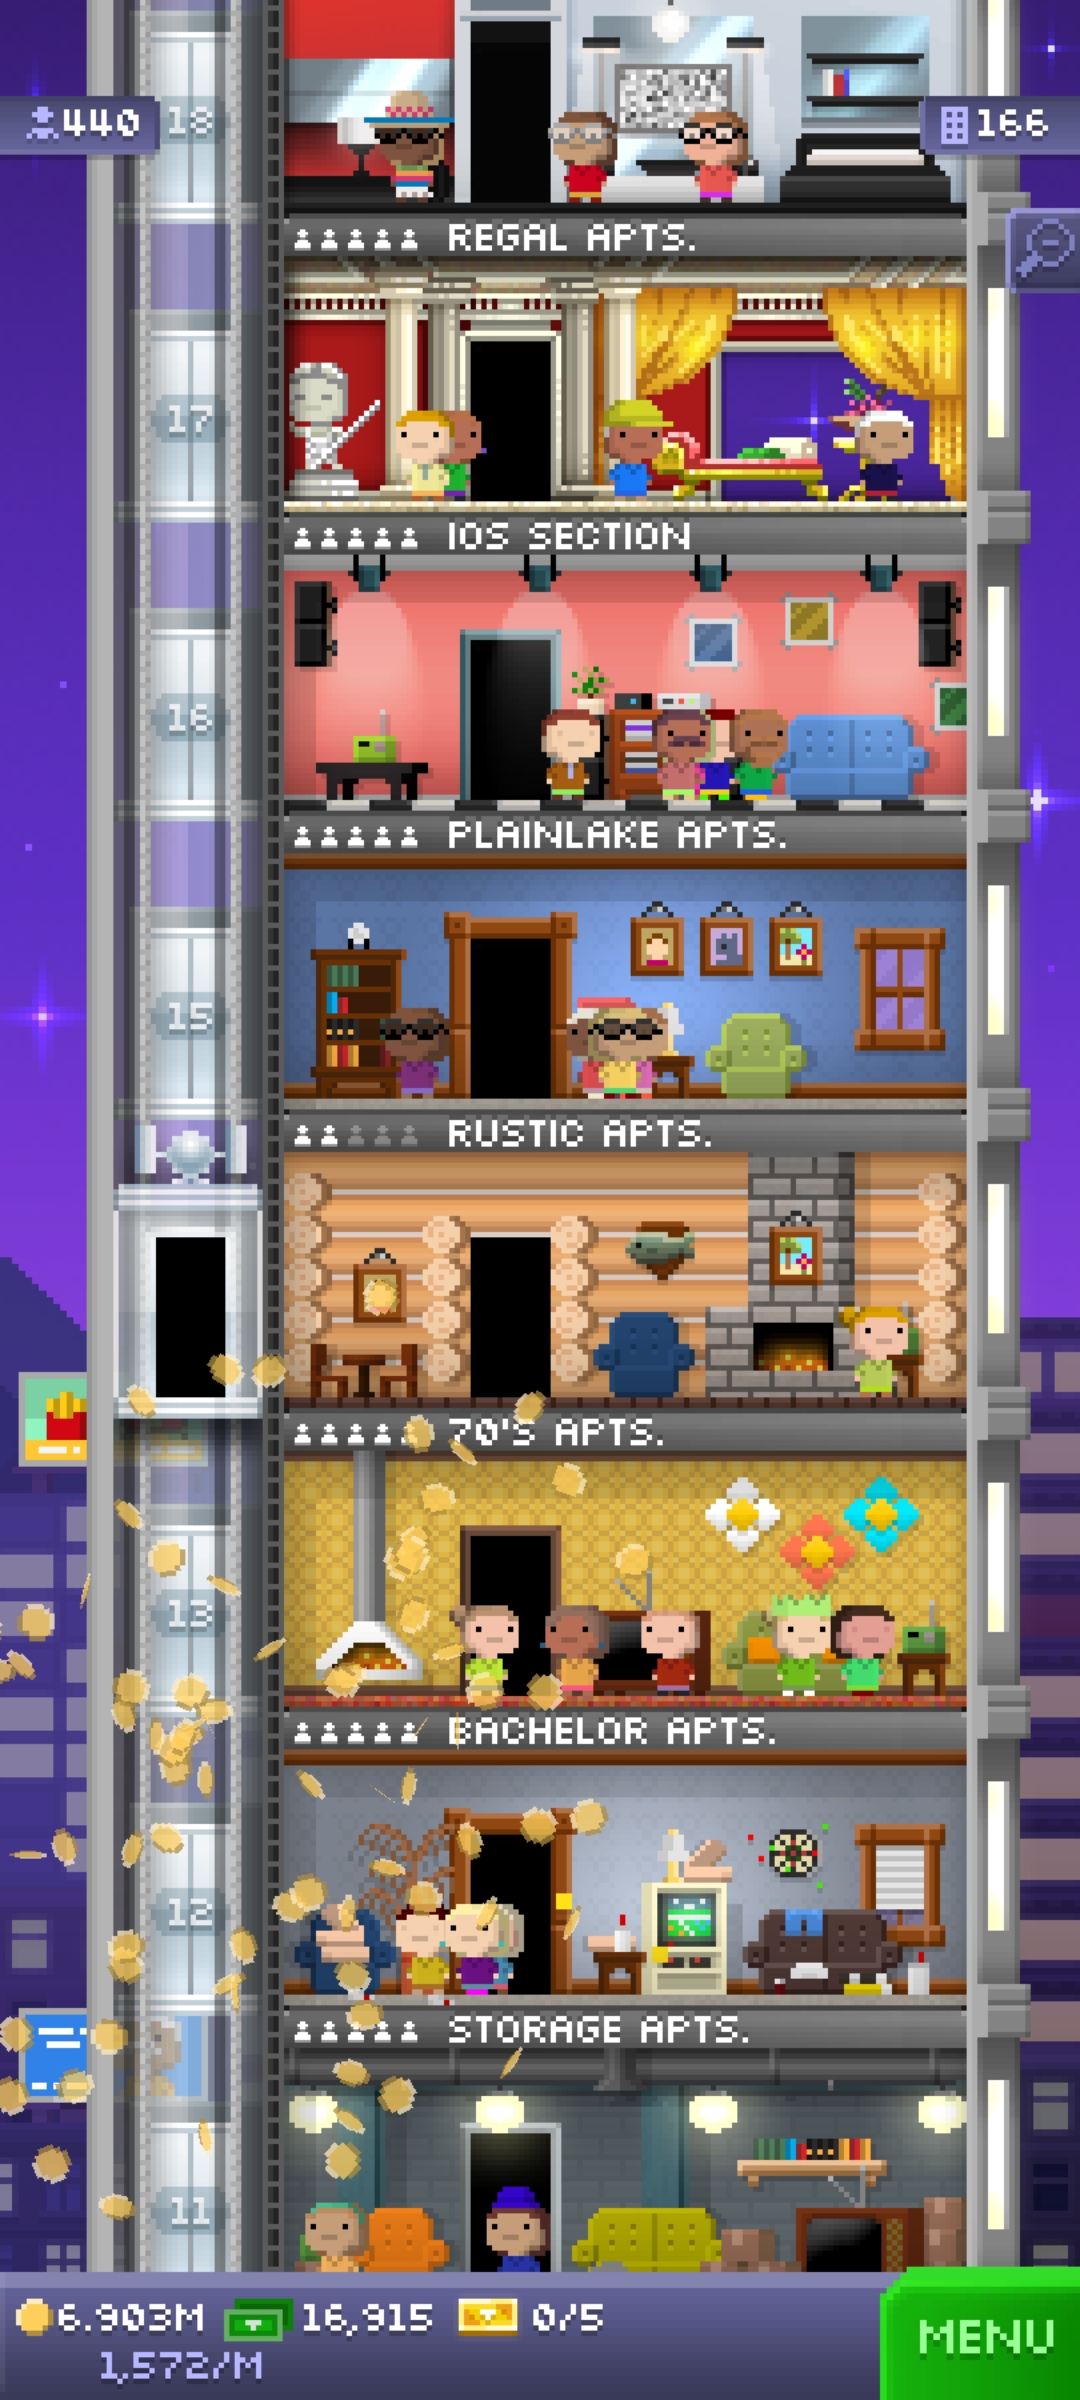 440
18
166
REGAL APTS.
17
IOS SECTION
16
PLAINLAKE APTS.
15
RUSTIC APTS.
70'S APTS.
13
BACHELOR APTS.
12
STORAGE APTS.
11
6.903M 16,915 0/5
1,572/M
MENU